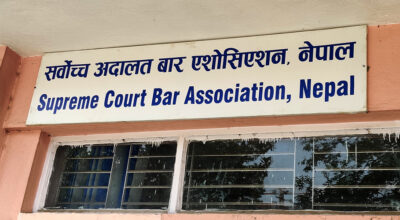 सर्वोच्च अदालत बार एशोसिएशन, नेपाल
Supreme Court Bar Association, Nepal